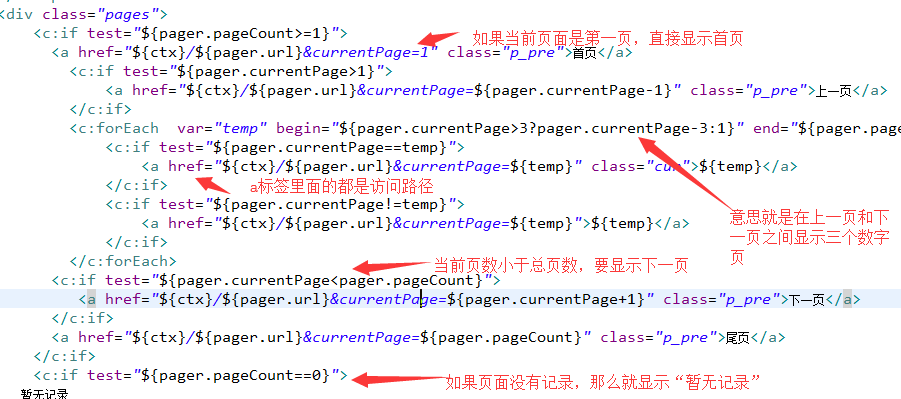 <div class="pages">
<c:if test="${pager.pageCount>=1}">
如果当前页面是第一页，直接显示首页
<a href="${ctx}/${pager.url}&currentPage=1" class="p_pre">首页</a>
<c:if test="${pager.currentPage>1}">
<a href="${ctx}/${pager.url}&currentPage=${pager.currentPage-1}" class="p_pre">上一页</a>
</c:if>
<c:forEach  var="temp" begin="${pager.currentPage>3?pager.currentPage-3:1}" end="${pager.pag
<c:if test="${pager.currentPage==temp}">
<a href="${ctx}/${pager.url}&currentPage=${temp}" class="cur">${temp}</a>
</c:if>
a标签里面的都是访问路径
<c:if test="${pager.currentPage!=temp}">
<a href="${ctx}/${pager.url}&currentPage=${temp}">${temp}</a>
</c:if>
意思就是在上一页和下
一页之间显示三个数字
页
</c:forEach>
当前页数小于总页数，要显示下一页
<c:if test="${pager.currentPage<pager.pageCount}">
<a href="${ctx}/${pager.url}&currentPage=${pager.currentPage+1}" class="p_pre">下一页</a>
</c:if>
<a href="${ctx}/${pager.url}&currentPage=${pager.pageCount}" class="p_pre">尾页</a>
</c:if>
<c:if test="${pager.pageCount==0}">
如果页面没有记录，那么就显示“暂无记录”
暂无记录